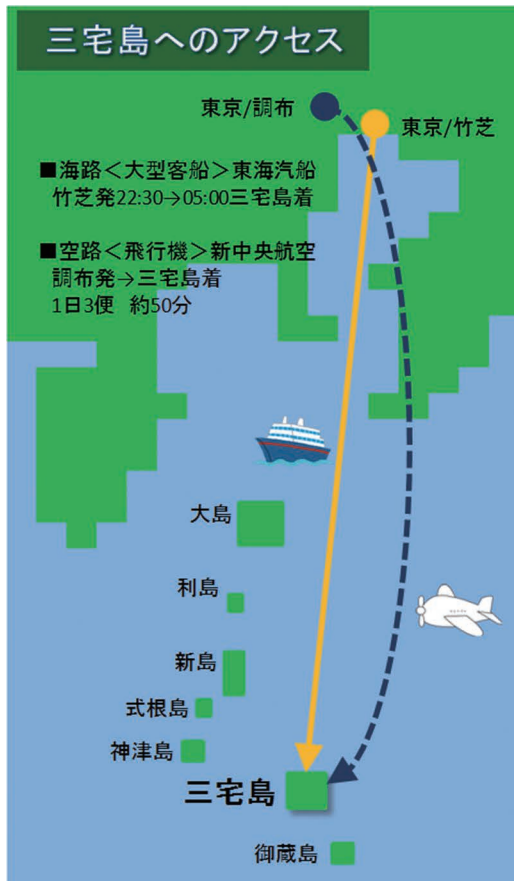 三宅島へのアクセス
東京/調布
東京/竹芝
■海路＜大型客船＞東海汽船
竹芝発22:30→05:00三宅島着
■空路＜飛行機＞新中央航空
調布発→三宅島着
1日3便 約50分
大島
利島
新島
式根島
神津島
三宅島
御蔵島